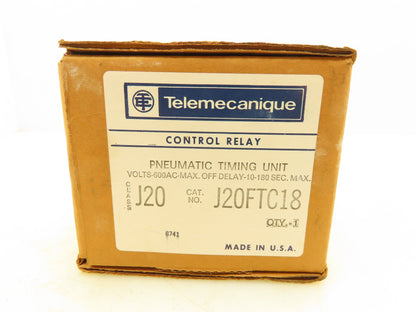 Telemecanique
CONTROL RELAY
PNEUMATIC TIMING UNIT
VOLTS-600AC-MAX. OFF DELAY-10-180 SEC. MAX.
CLASS J20 CAT. NO. J20FTC18
QTY.-1
8741
MADE IN U.S.A.